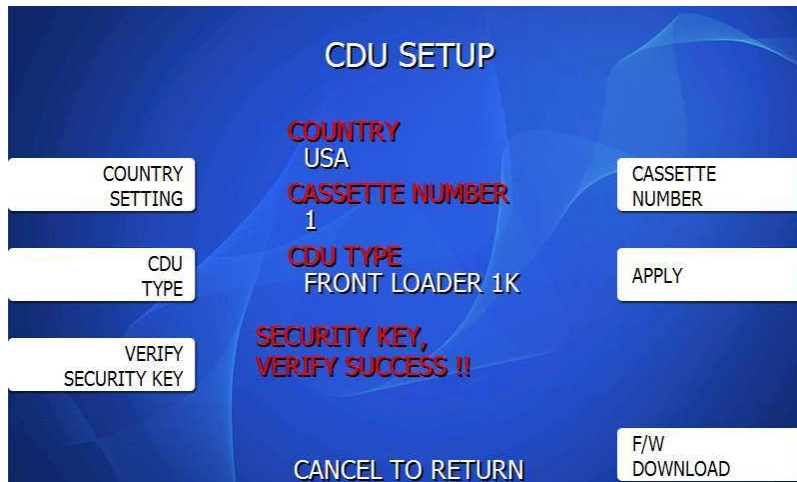 CDU SETUP
COUNTRY
SETTING
CDU
TYPE
VERIFY
SECURITY KEY
COUNTRY
USA
CASSETTE NUMBER
1
CDU TYPE
FRONT LOADER 1K
SECURITY KEY,
VERIFY SUCCESS !!
CASSETTE
NUMBER
APPLY
F/W
DOWNLOAD
CANCEL TO RETURN